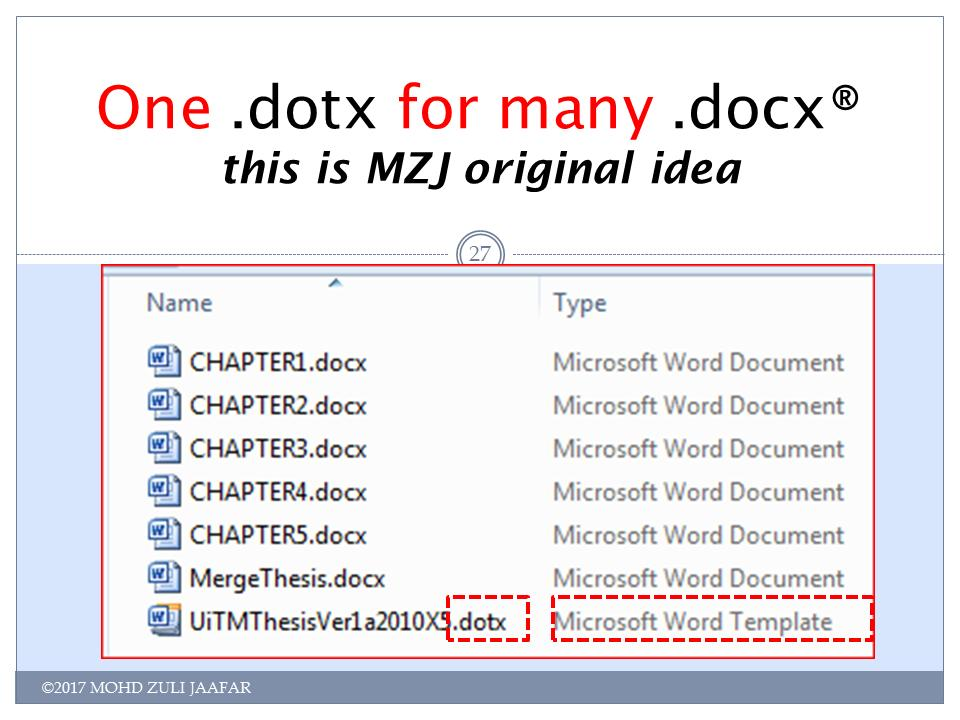 One .dotx for many .docx®
this is MZJ original idea
27
Name Type
CHAPTER1.docx Microsoft Word Document
CHAPTER2.docx Microsoft Word Document
CHAPTER3.docx Microsoft Word Document
CHAPTER4.docx Microsoft Word Document
CHAPTER5.docx Microsoft Word Document
MergeThesis.docx Microsoft Word Document
UiTMThesisVer1a2010X5.dotx Microsoft Word Template
©2017 MOHD ZULI JAAFAR